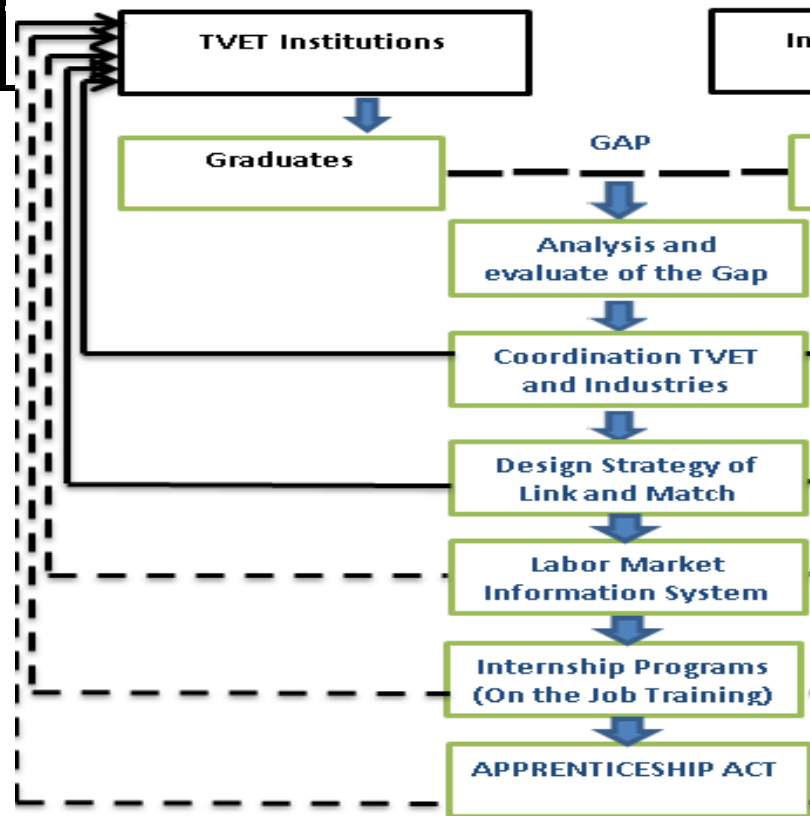 TVET Institutions
In
Graduates
GAP
Analysis and
evaluate of the Gap
Coordination TVET
and Industries
Design Strategy of
Link and Match
Labor Market
Information System
Internship Programs
(On the Job Training)
APPRENTICESHIP ACT